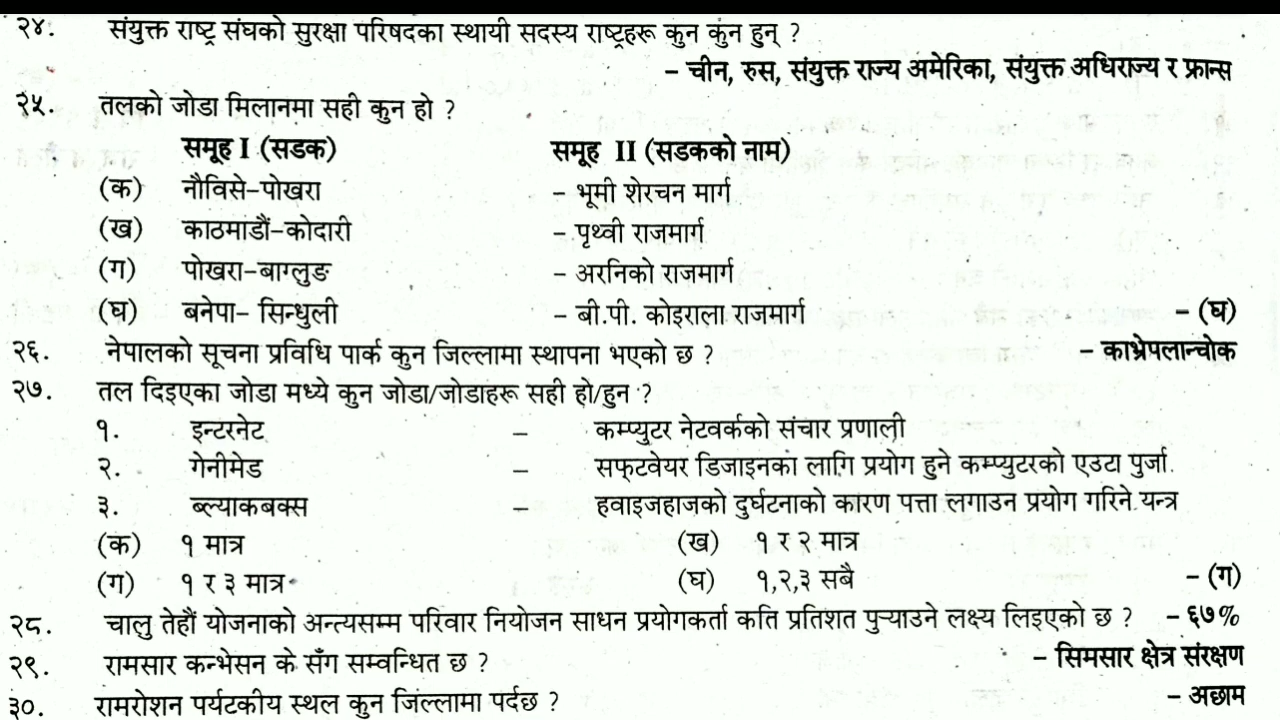 २४. संयुक्त राष्ट्र संघको सुरक्षा परिषदका स्थायी सदस्य राष्ट्रहरू कुन कुन हुन् ?
– चीन, रुस, संयुक्त राज्य अमेरिका, संयुक्त अधिराज्य र फ्रान्स
२५. तलको जोडा मिलानमा सही कुन हो ?
समूह I (सडक) समूह II (सडकको नाम)
(क) नौविसे–पोखरा – भूमी शेरचन मार्ग
(ख) काठमाडौं–कोदारी – पृथ्वी राजमार्ग
(ग) पोखरा–बाग्लुङ – अरनिको राजमार्ग
(घ) बनेपा– सिन्धुली – बी.पी. कोइराला राजमार्ग – (घ)
२६. नेपालको सूचना प्रविधि पार्क कुन जिल्लामा स्थापना भएको छ ? – काभ्रेपलान्चोक
२७. तल दिइएका जोडा मध्ये कुन जोडा/जोडाहरू सही हो/हुन ?
१. इन्टरनेट – कम्प्युटर नेटवर्कको संचार प्रणाली
२. गेनीमेड – सफ्टवेयर डिजाइनका लागि प्रयोग हुने कम्प्युटरको एउटा पुर्जा.
३. ब्ल्याकबक्स – हवाइजहाजको दुर्घटनाको कारण पत्ता लगाउन प्रयोग गरिने यन्त्र
(क) १ मात्र (ख) १ र २ मात्र
(ग) १ र ३ मात्र (घ) १,२,३ सबै – (ग)
२८. चालु तेहौं योजनाको अन्त्यसम्म परिवार नियोजन साधन प्रयोगकर्ता कति प्रतिशत पुऱ्याउने लक्ष्य लिइएको छ ? – ६७%
२९. रामसार कन्भेसन के सँग सम्वन्धित छ ? – सिमसार क्षेत्र संरक्षण
३०. रामरोशन पर्यटकीय स्थल कुन जिल्लामा पर्दछ ? – अछाम